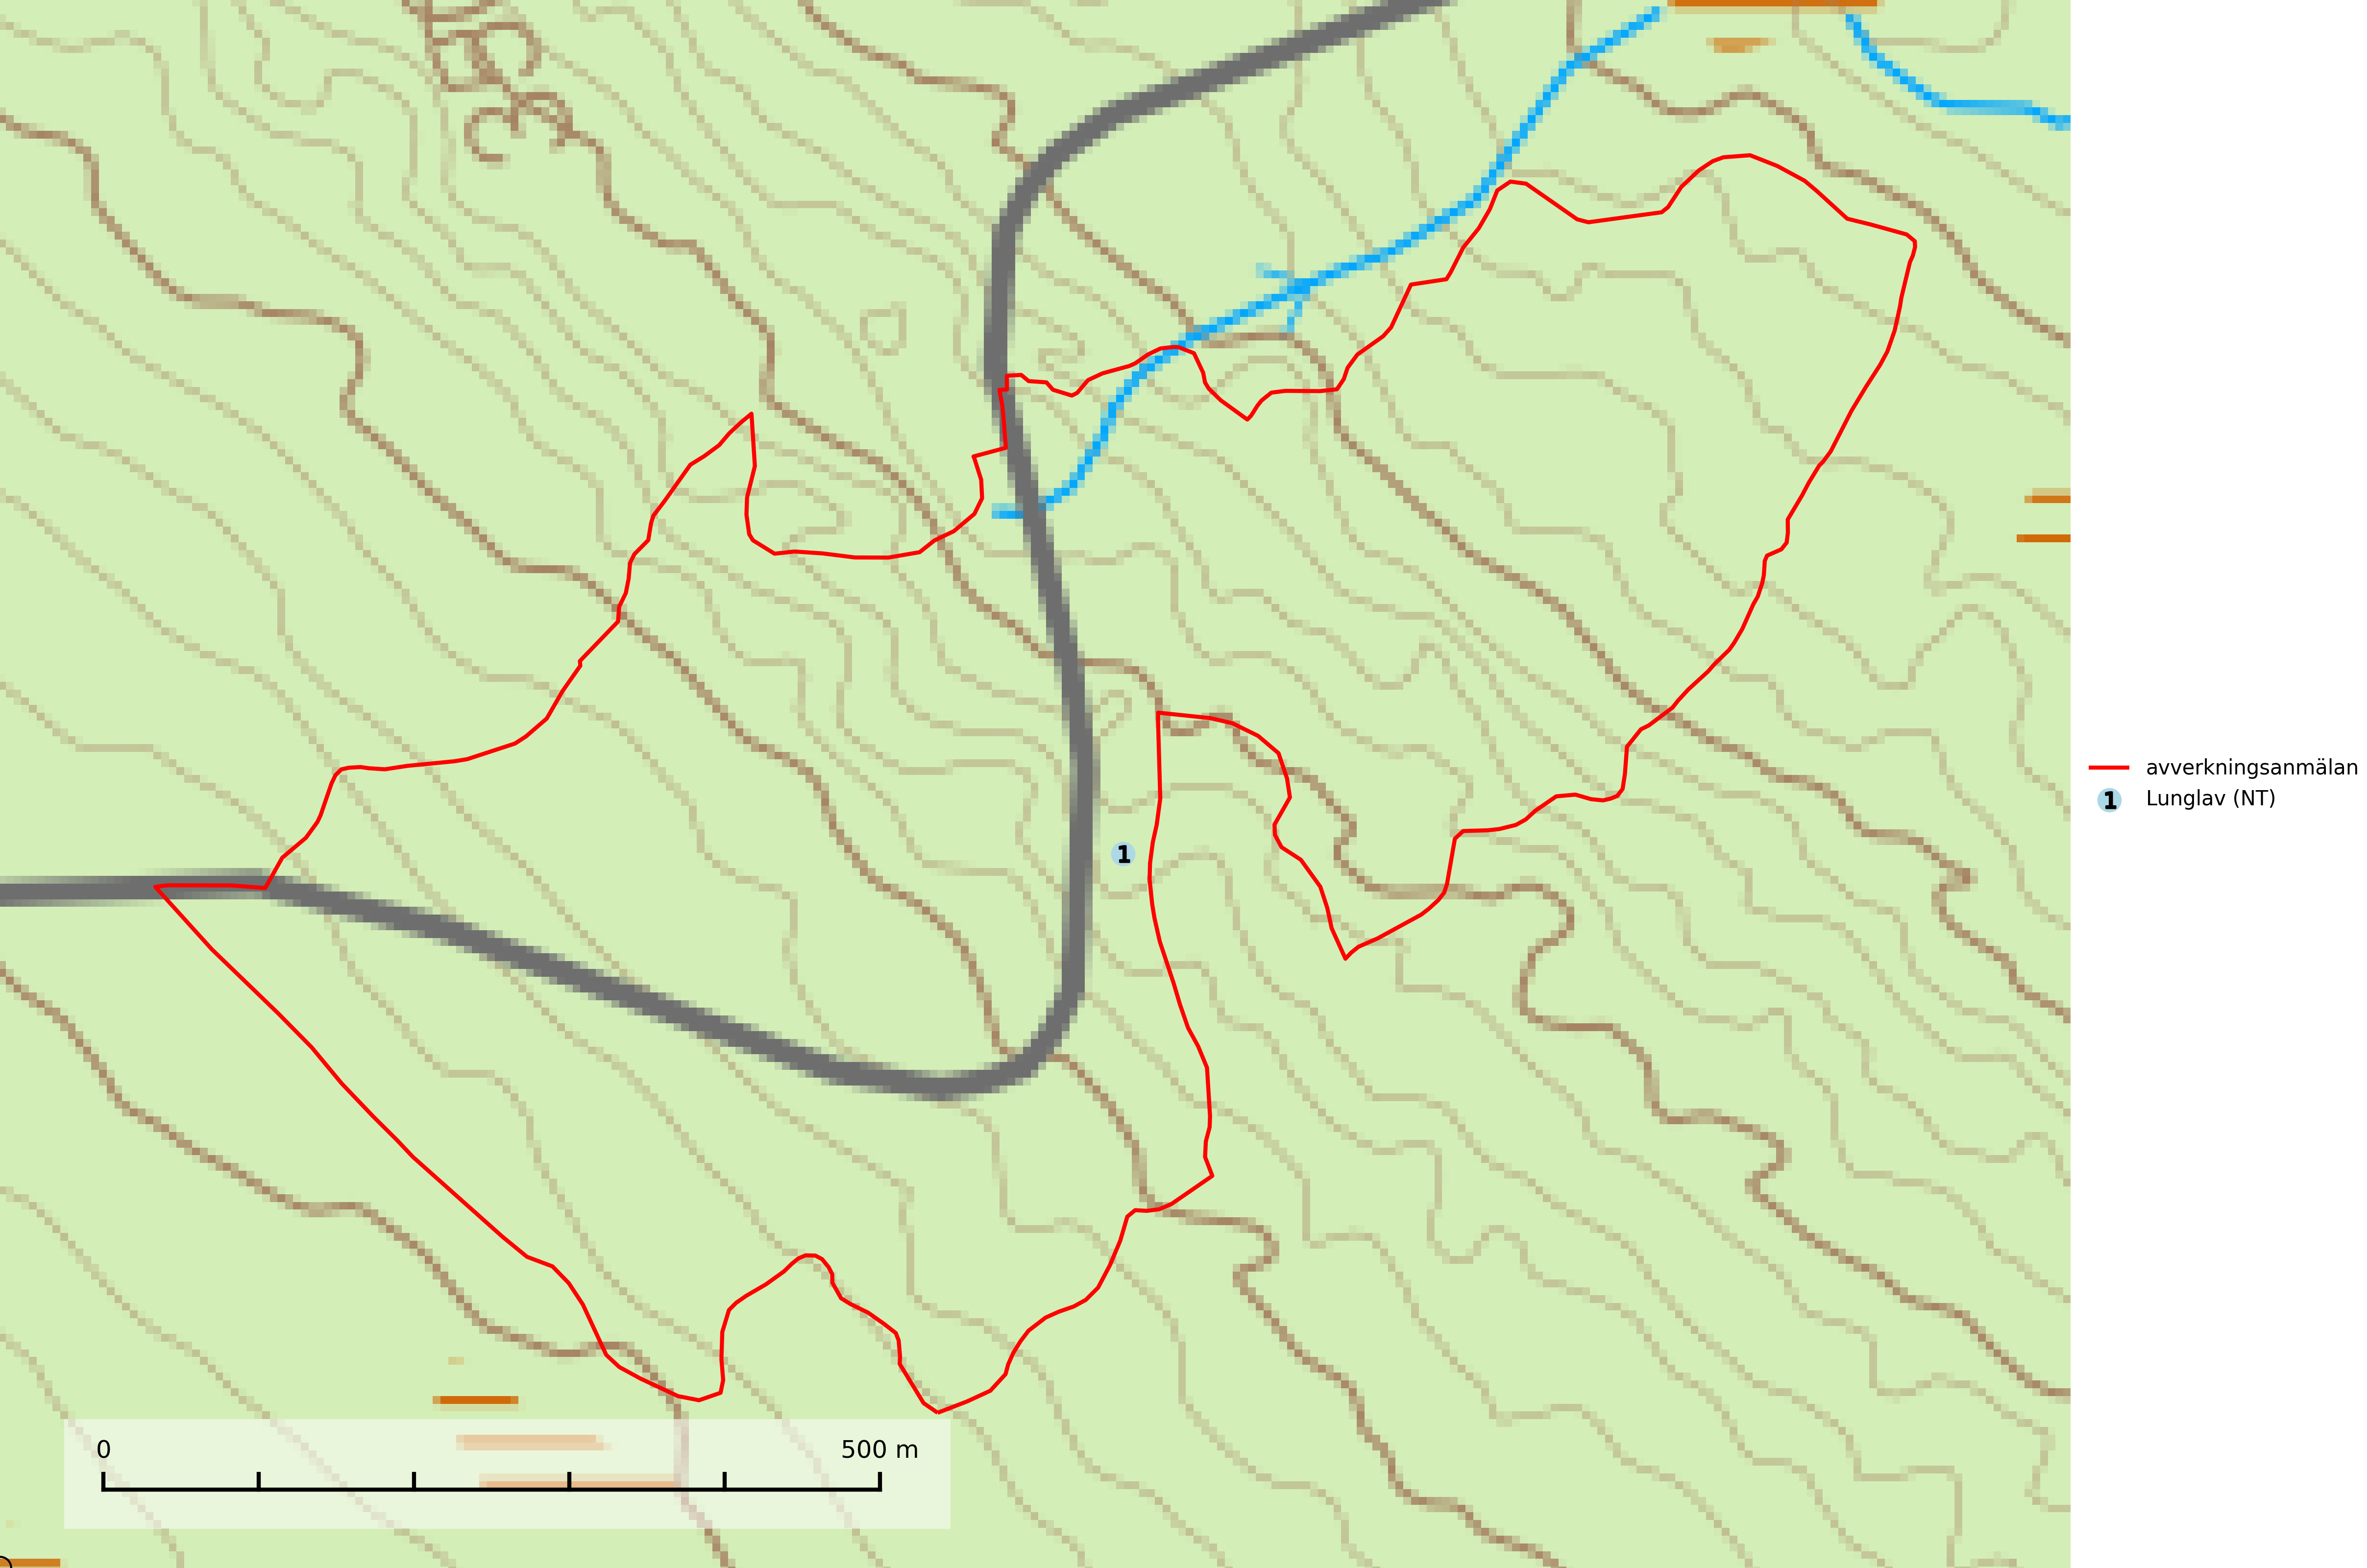 1
avverkningsanmälan
1 Lunglav (NT)
0 500 m